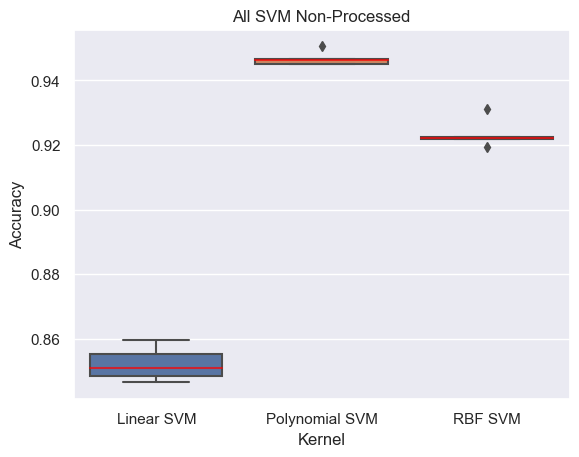 All SVM Non-Processed
Accuracy
0.94
0.92
0.90
0.88
0.86
Linear SVM
Polynomial SVM
RBF SVM
Kernel